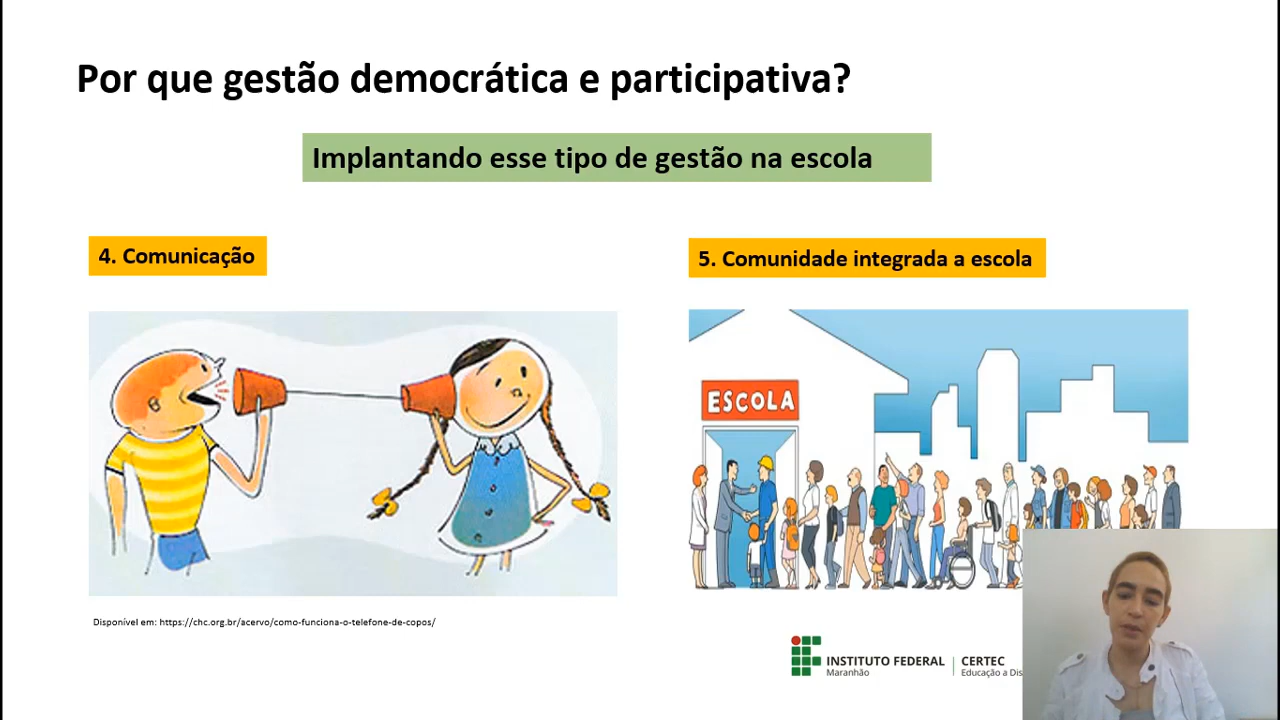 Por que gestão democrática e participativa?
Implantando esse tipo de gestão na escola
4. Comunicação
5. Comunidade integrada a escola
ESCOLA
Disponível em: https://chc.org.br/acervo/como-funciona-o-telefone-de-copos/
INSTITUTO FEDERAL
Maranhão
CERTEC
Educação a